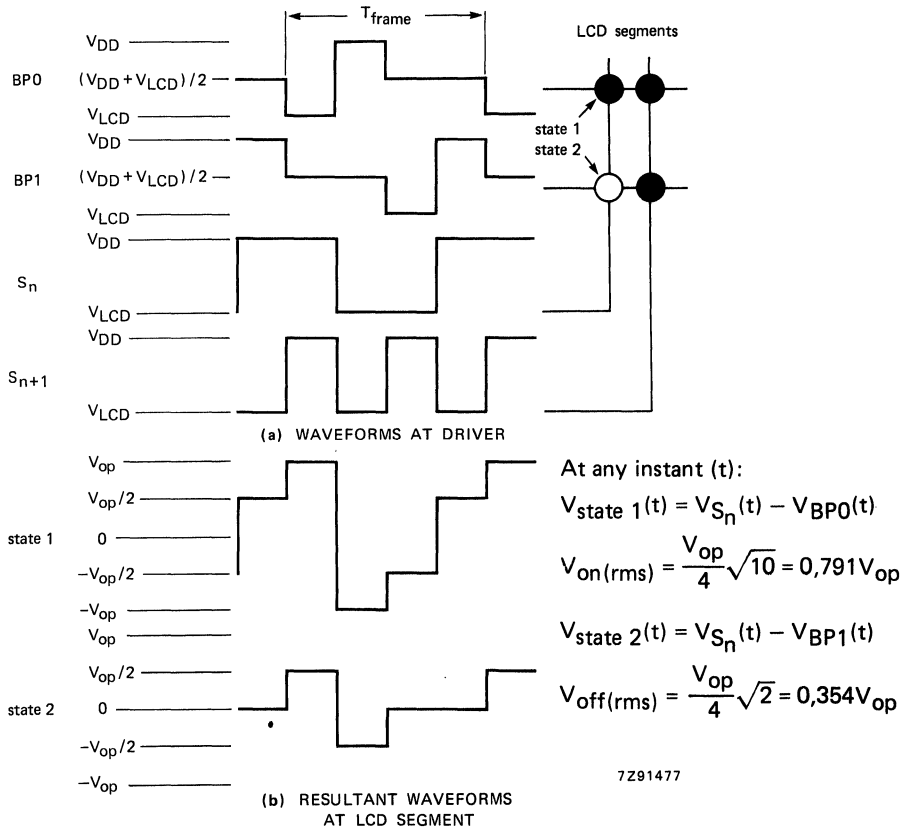 T_frame
LCD segments
BP0
V_DD
(V_DD + V_LCD)/2
V_LCD
state 1
state 2
BP1
V_DD
(V_DD + V_LCD)/2
V_LCD
S_n
V_DD
V_LCD
S_n+1
V_DD
V_LCD
(a) WAVEFORMS AT DRIVER
state 1
V_op
V_op/2
0
-V_op/2
-V_op
state 2
V_op
V_op/2
0
-V_op/2
-V_op
(b) RESULTANT WAVEFORMS
AT LCD SEGMENT
At any instant (t):
V_state 1(t) = V_Sn(t) - V_BP0(t)
V_on(rms) = V_op/4 √10 = 0,791V_op
V_state 2(t) = V_Sn(t) - V_BP1(t)
V_off(rms) = V_op/4 √2 = 0,354V_op
7Z91477